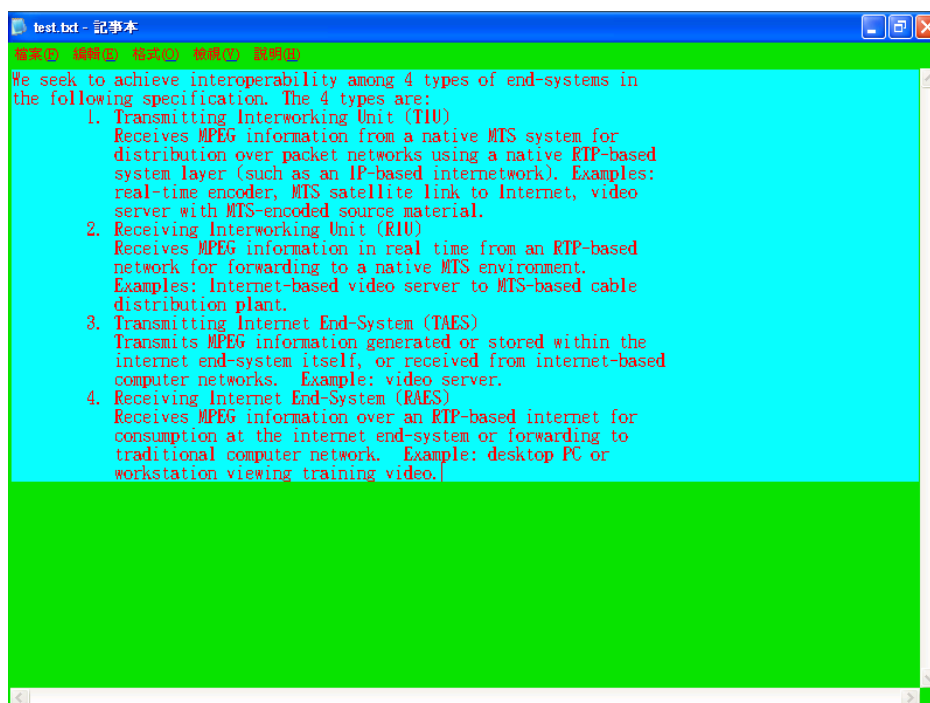 test.txt - 記事本
檔案(F) 編輯(E) 格式(O) 檢視(V) 說明(H)
We seek to achieve interoperability among 4 types of end-systems in
the following specification. The 4 types are:
1. Transmitting Interworking Unit (TIU)
Receives MPEG information from a native MTS system for
distribution over packet networks using a native RTP-based
system layer (such as an IP-based internetwork). Examples:
real-time encoder, MTS satellite link to Internet, video
server with MTS-encoded source material.
2. Receiving Interworking Unit (RIU)
Receives MPEG information in real time from an RTP-based
network for forwarding to a native MTS environment.
Examples: Internet-based video server to MTS-based cable
distribution plant.
3. Transmitting Internet End-System (TAES)
Transmits MPEG information generated or stored within the
internet end-system itself, or received from internet-based
computer networks.  Example: video server.
4. Receiving Internet End-System (RAES)
Receives MPEG information over an RTP-based internet for
consumption at the internet end-system or forwarding to
traditional computer network.  Example: desktop PC or
workstation viewing training video.